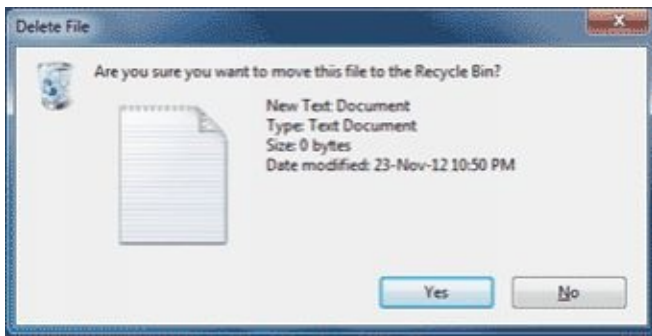 Delete File
Are you sure you want to move this file to the Recycle Bin?
New Text Document
Type: Text Document
Size: 0 bytes
Date modified: 23-Nov-12 10:50 PM
Yes
No